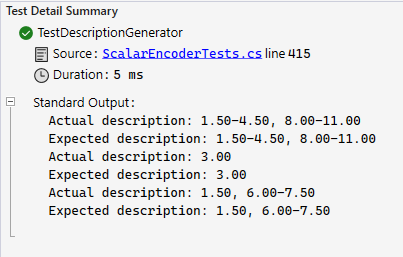 Test Detail Summary
TestDescriptionGenerator
Source: ScalarEncoderTests.cs line 415
Duration: 5 ms
Standard Output:
Actual description: 1.50-4.50, 8.00-11.00
Expected description: 1.50-4.50, 8.00-11.00
Actual description: 3.00
Expected description: 3.00
Actual description: 1.50, 6.00-7.50
Expected description: 1.50, 6.00-7.50